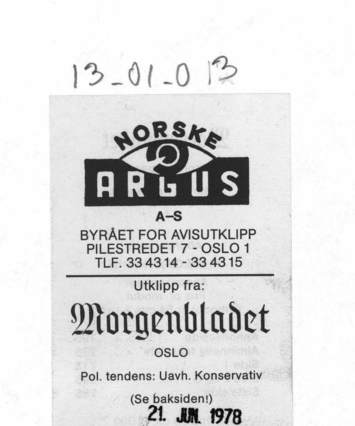 13-01-013
NORSKE
ARGUS
A-S
BYRÅET FOR AVISUTKLIPP
PILESTREDET 7 - OSLO 1
TLF. 33 43 14 - 33 43 15
Utklipp fra:
Morgenbladet
OSLO
Pol. tendens: Uavh. Konservativ
(Se baksiden!)
21. JUN. 1978